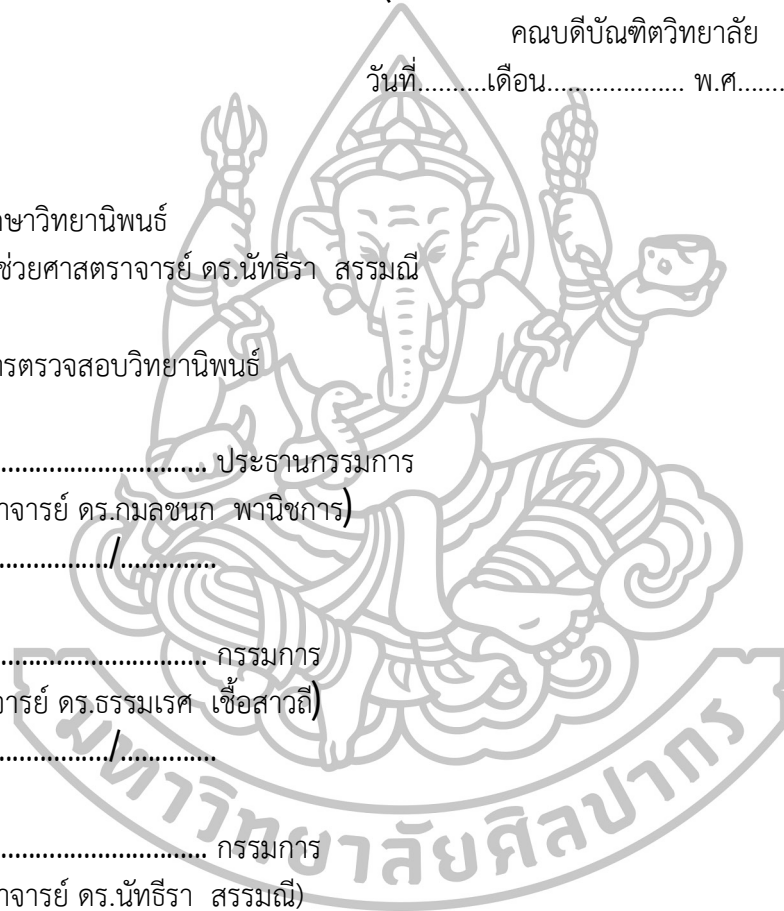 คณบดีบัณฑิตวิทยาลัย
วันที่..........เดือน.................... พ.ศ.......
วิทยานิพนธ์
ช่วยศาสตราจารย์ ดร.นัทธีรา สรรมณี
รตรวจสอบวิทยานิพนธ์
................................ ประธานกรรมการ
าจารย์ ดร.กมลชนก พานิชการ)
................/..............
................................ กรรมการ
จารย์ ดร.ธรรมเรศ เชื้อสาวถี)
................/..............
................................ กรรมการ
าจารย์ ดร.นัทธีรา สรรมณี)
มหาวิทยาลัยศิลปากร